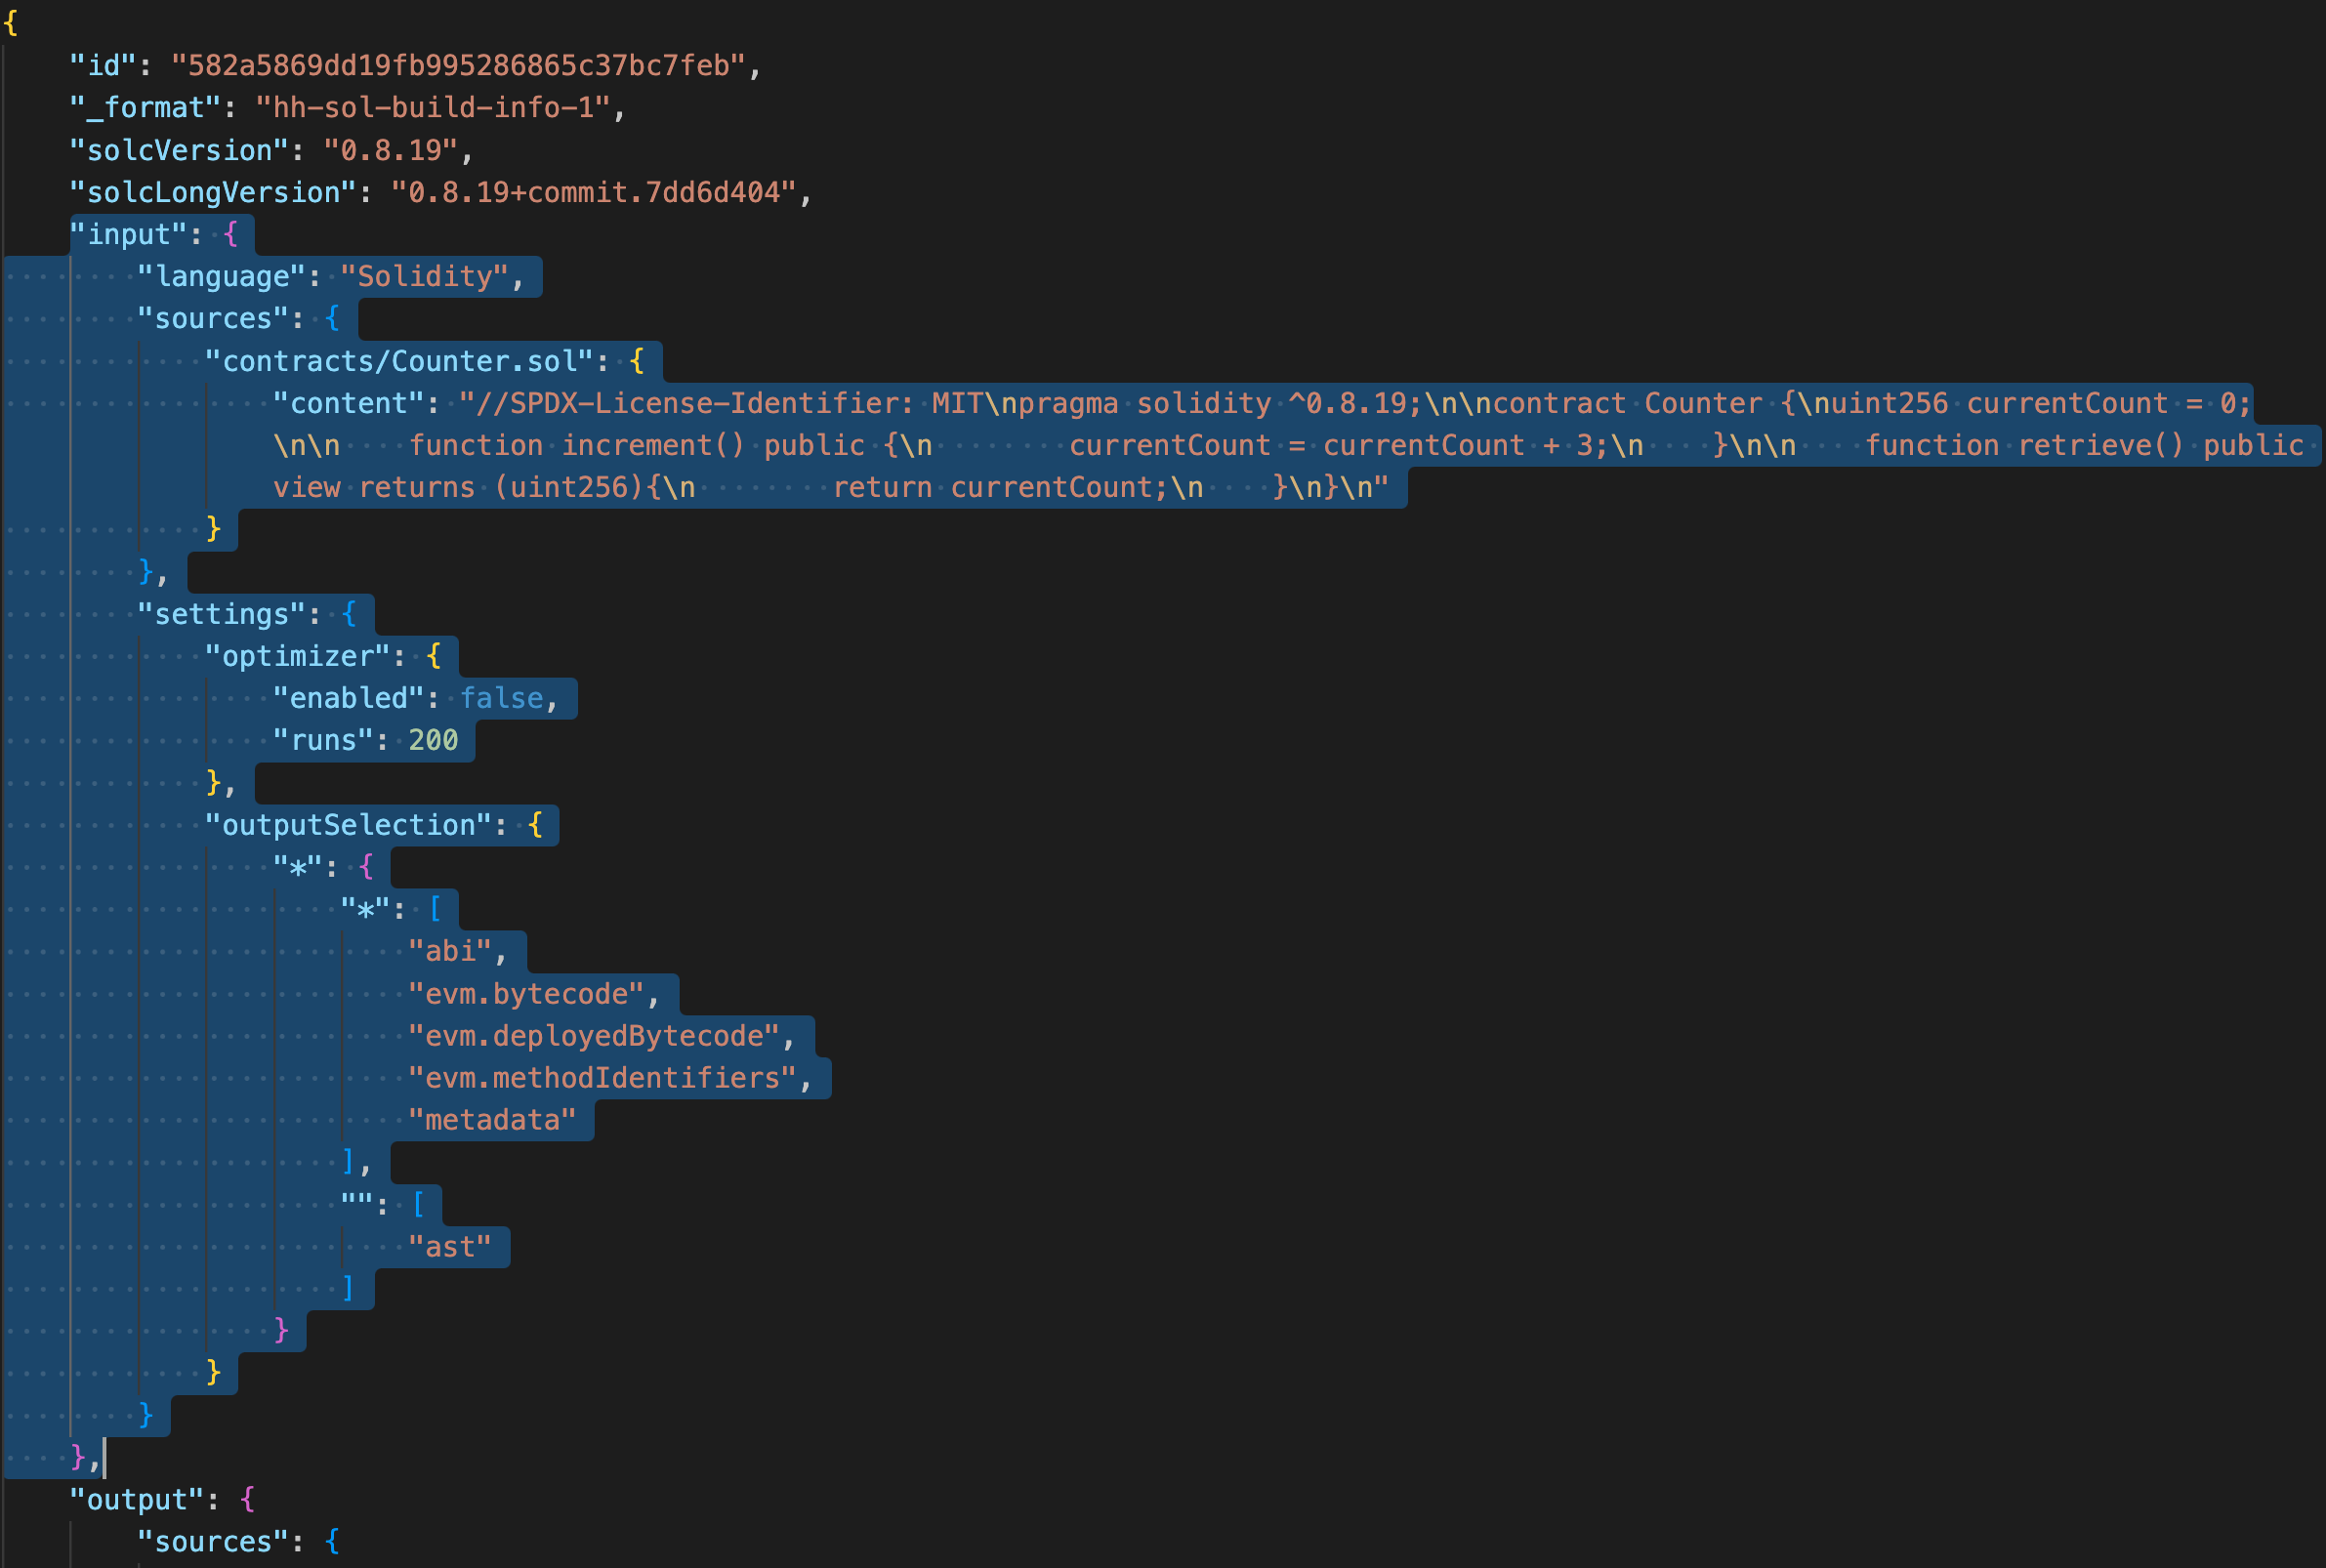 {
    "id": "582a5869dd19fb995286865c37bc7feb",
    "_format": "hh-sol-build-info-1",
    "solcVersion": "0.8.19",
    "solcLongVersion": "0.8.19+commit.7dd6d404",
    "input": {
        "language": "Solidity",
        "sources": {
            "contracts/Counter.sol": {
                "content": "//SPDX-License-Identifier: MIT\npragma solidity ^0.8.19;\n\ncontract Counter {\nuint256 currentCount = 0;
                \n\n    function increment() public {\n        currentCount = currentCount + 3;\n    }\n\n    function retrieve() public
                view returns (uint256){\n        return currentCount;\n    }\n}\n"
            }
        },
        "settings": {
            "optimizer": {
                "enabled": false,
                "runs": 200
            },
            "outputSelection": {
                "*": {
                    "*": [
                        "abi",
                        "evm.bytecode",
                        "evm.deployedBytecode",
                        "evm.methodIdentifiers",
                        "metadata"
                    ],
                    "": [
                        "ast"
                    ]
                }
            }
        }
    },
    "output": {
        "sources": {